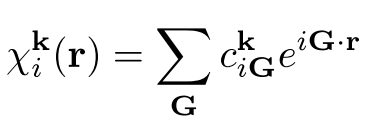 χ_i^𝐤(𝐫) = ∑_𝐆 c_{i𝐆}^𝐤 e^{i𝐆·𝐫}